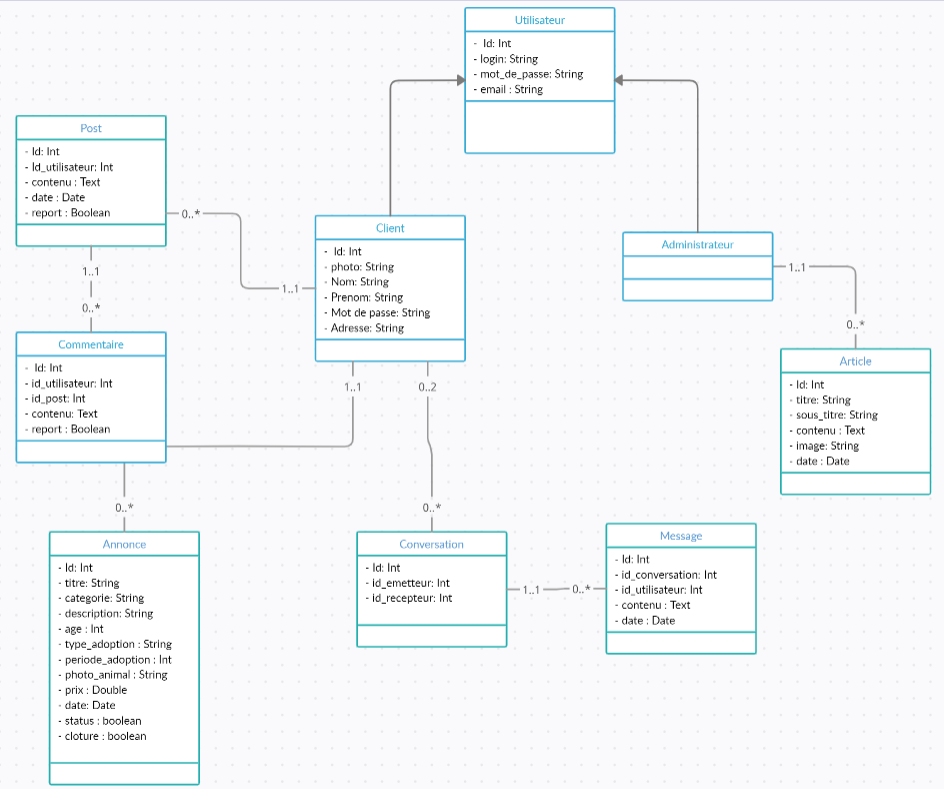 Utilisateur
- Id: Int
- login: String
- mot_de_passe: String
- email : String
Post
- Id: Int
- Id_utilisateur: Int
- contenu : Text
- date : Date
- report : Boolean
0..*
1..1
Client
- Id: Int
- photo: String
- Nom: String
- Prenom: String
- Mot de passe: String
- Adresse: String
Administrateur
1..1
0..*
1..1
0..*
Commentaire
- Id: Int
- id_utilisateur: Int
- id_post: Int
- contenu: Text
- report : Boolean
1..1
0..2
Article
- Id: Int
- titre: String
- sous_titre: String
- contenu : Text
- image: String
- date : Date
0..*
0..*
Annonce
- Id: Int
- titre: String
- categorie: String
- description: String
- age : Int
- type_adoption : String
- periode_adoption : Int
- photo_animal : String
- prix : Double
- date: Date
- status : boolean
- cloture : boolean
Conversation
- Id: Int
- id_emetteur: Int
- id_recepteur: Int
1..1
0..*
Message
- Id: Int
- id_conversation: Int
- id_utilisateur: Int
- contenu : Text
- date : Date